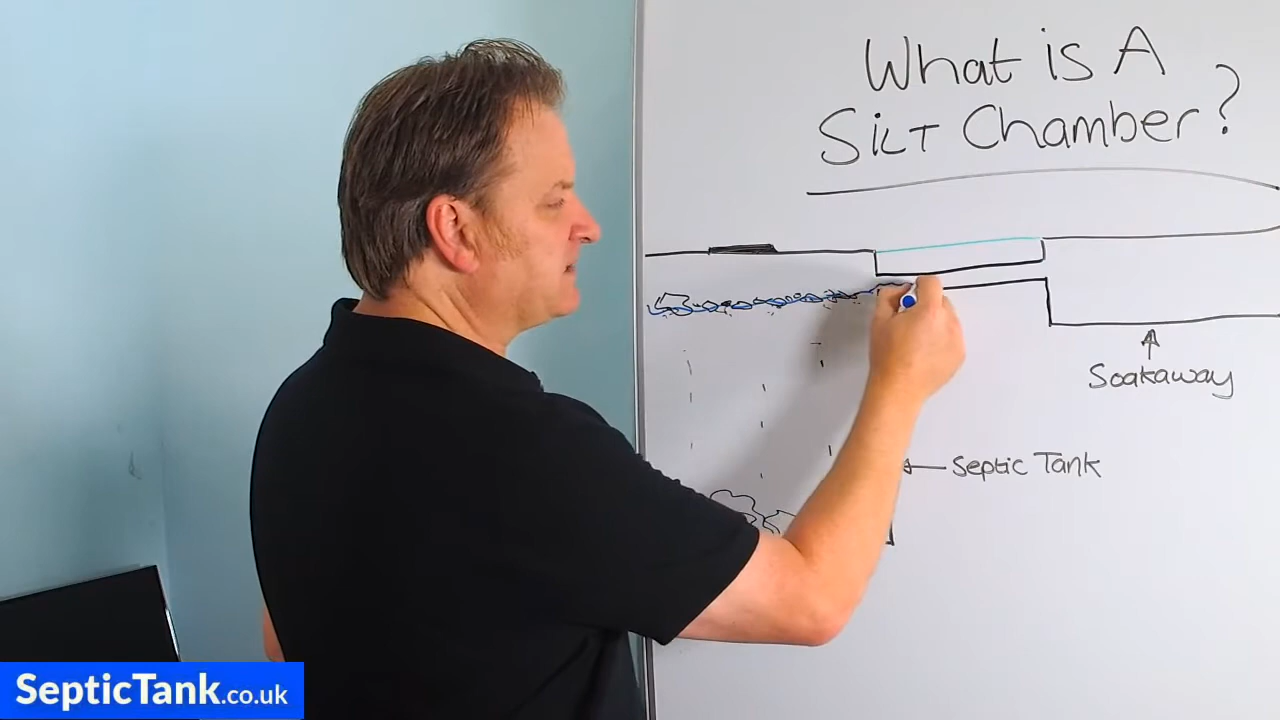 What is A
SiLT Chamber?
Soakaway
Septic Tank
SepticTank.co.uk